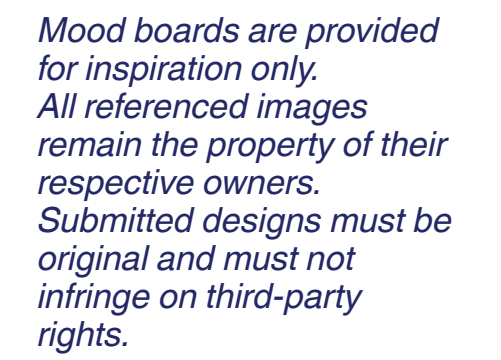 Mood boards are provided
for inspiration only.
All referenced images
remain the property of their
respective owners.
Submitted designs must be
original and must not
infringe on third-party
rights.